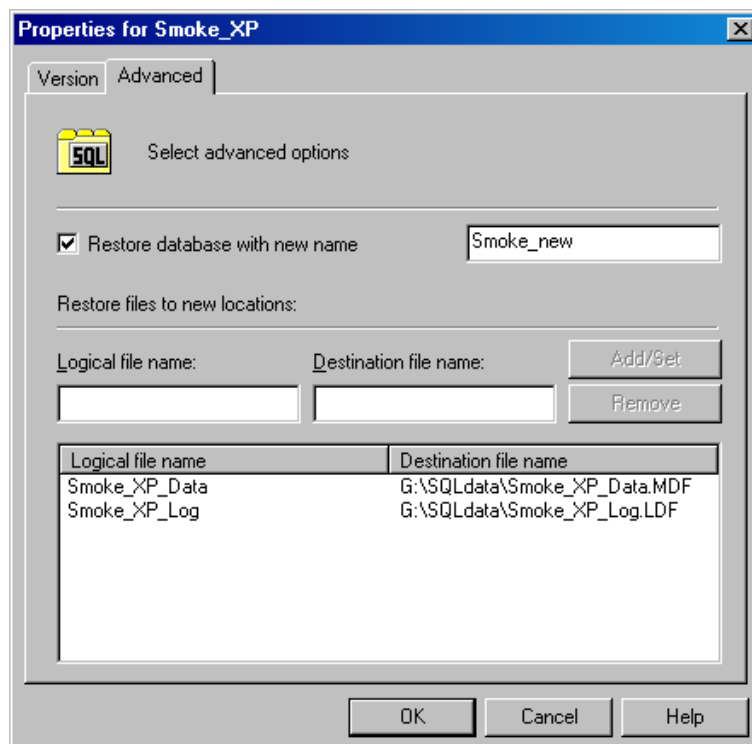 Properties for Smoke_XP
Version Advanced
SQL Select advanced options
Restore database with new name Smoke_new
Restore files to new locations:
Logical file name: Destination file name: Add/Set
Remove
Logical file name Destination file name
Smoke_XP_Data G:\SQLdata\Smoke_XP_Data.MDF
Smoke_XP_Log G:\SQLdata\Smoke_XP_Log.LDF
OK Cancel Help